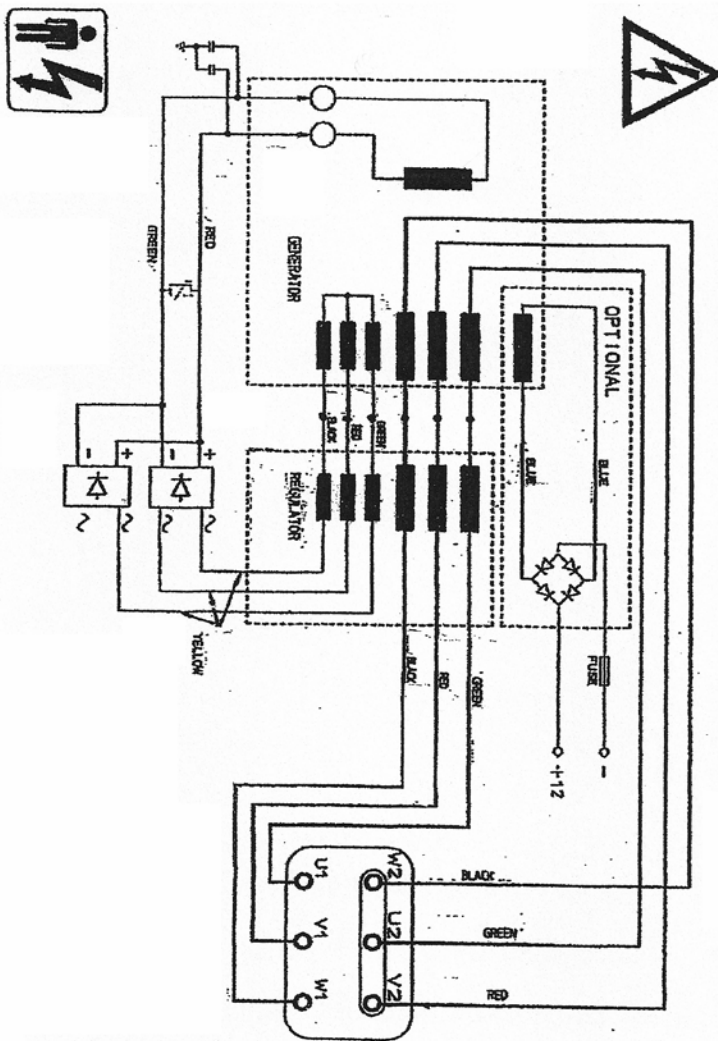 GREEN
RED
GENERATOR
OPTIONAL
BLACK
RED
GREEN
BLUE
BLUE
- + - +
~ ~ ~ ~
REGULATOR
YELLOW
BLACK
RED
GREEN
FUSE
+12
-
U1
V1
W1
W2
U2
V2
BLACK
GREEN
RED